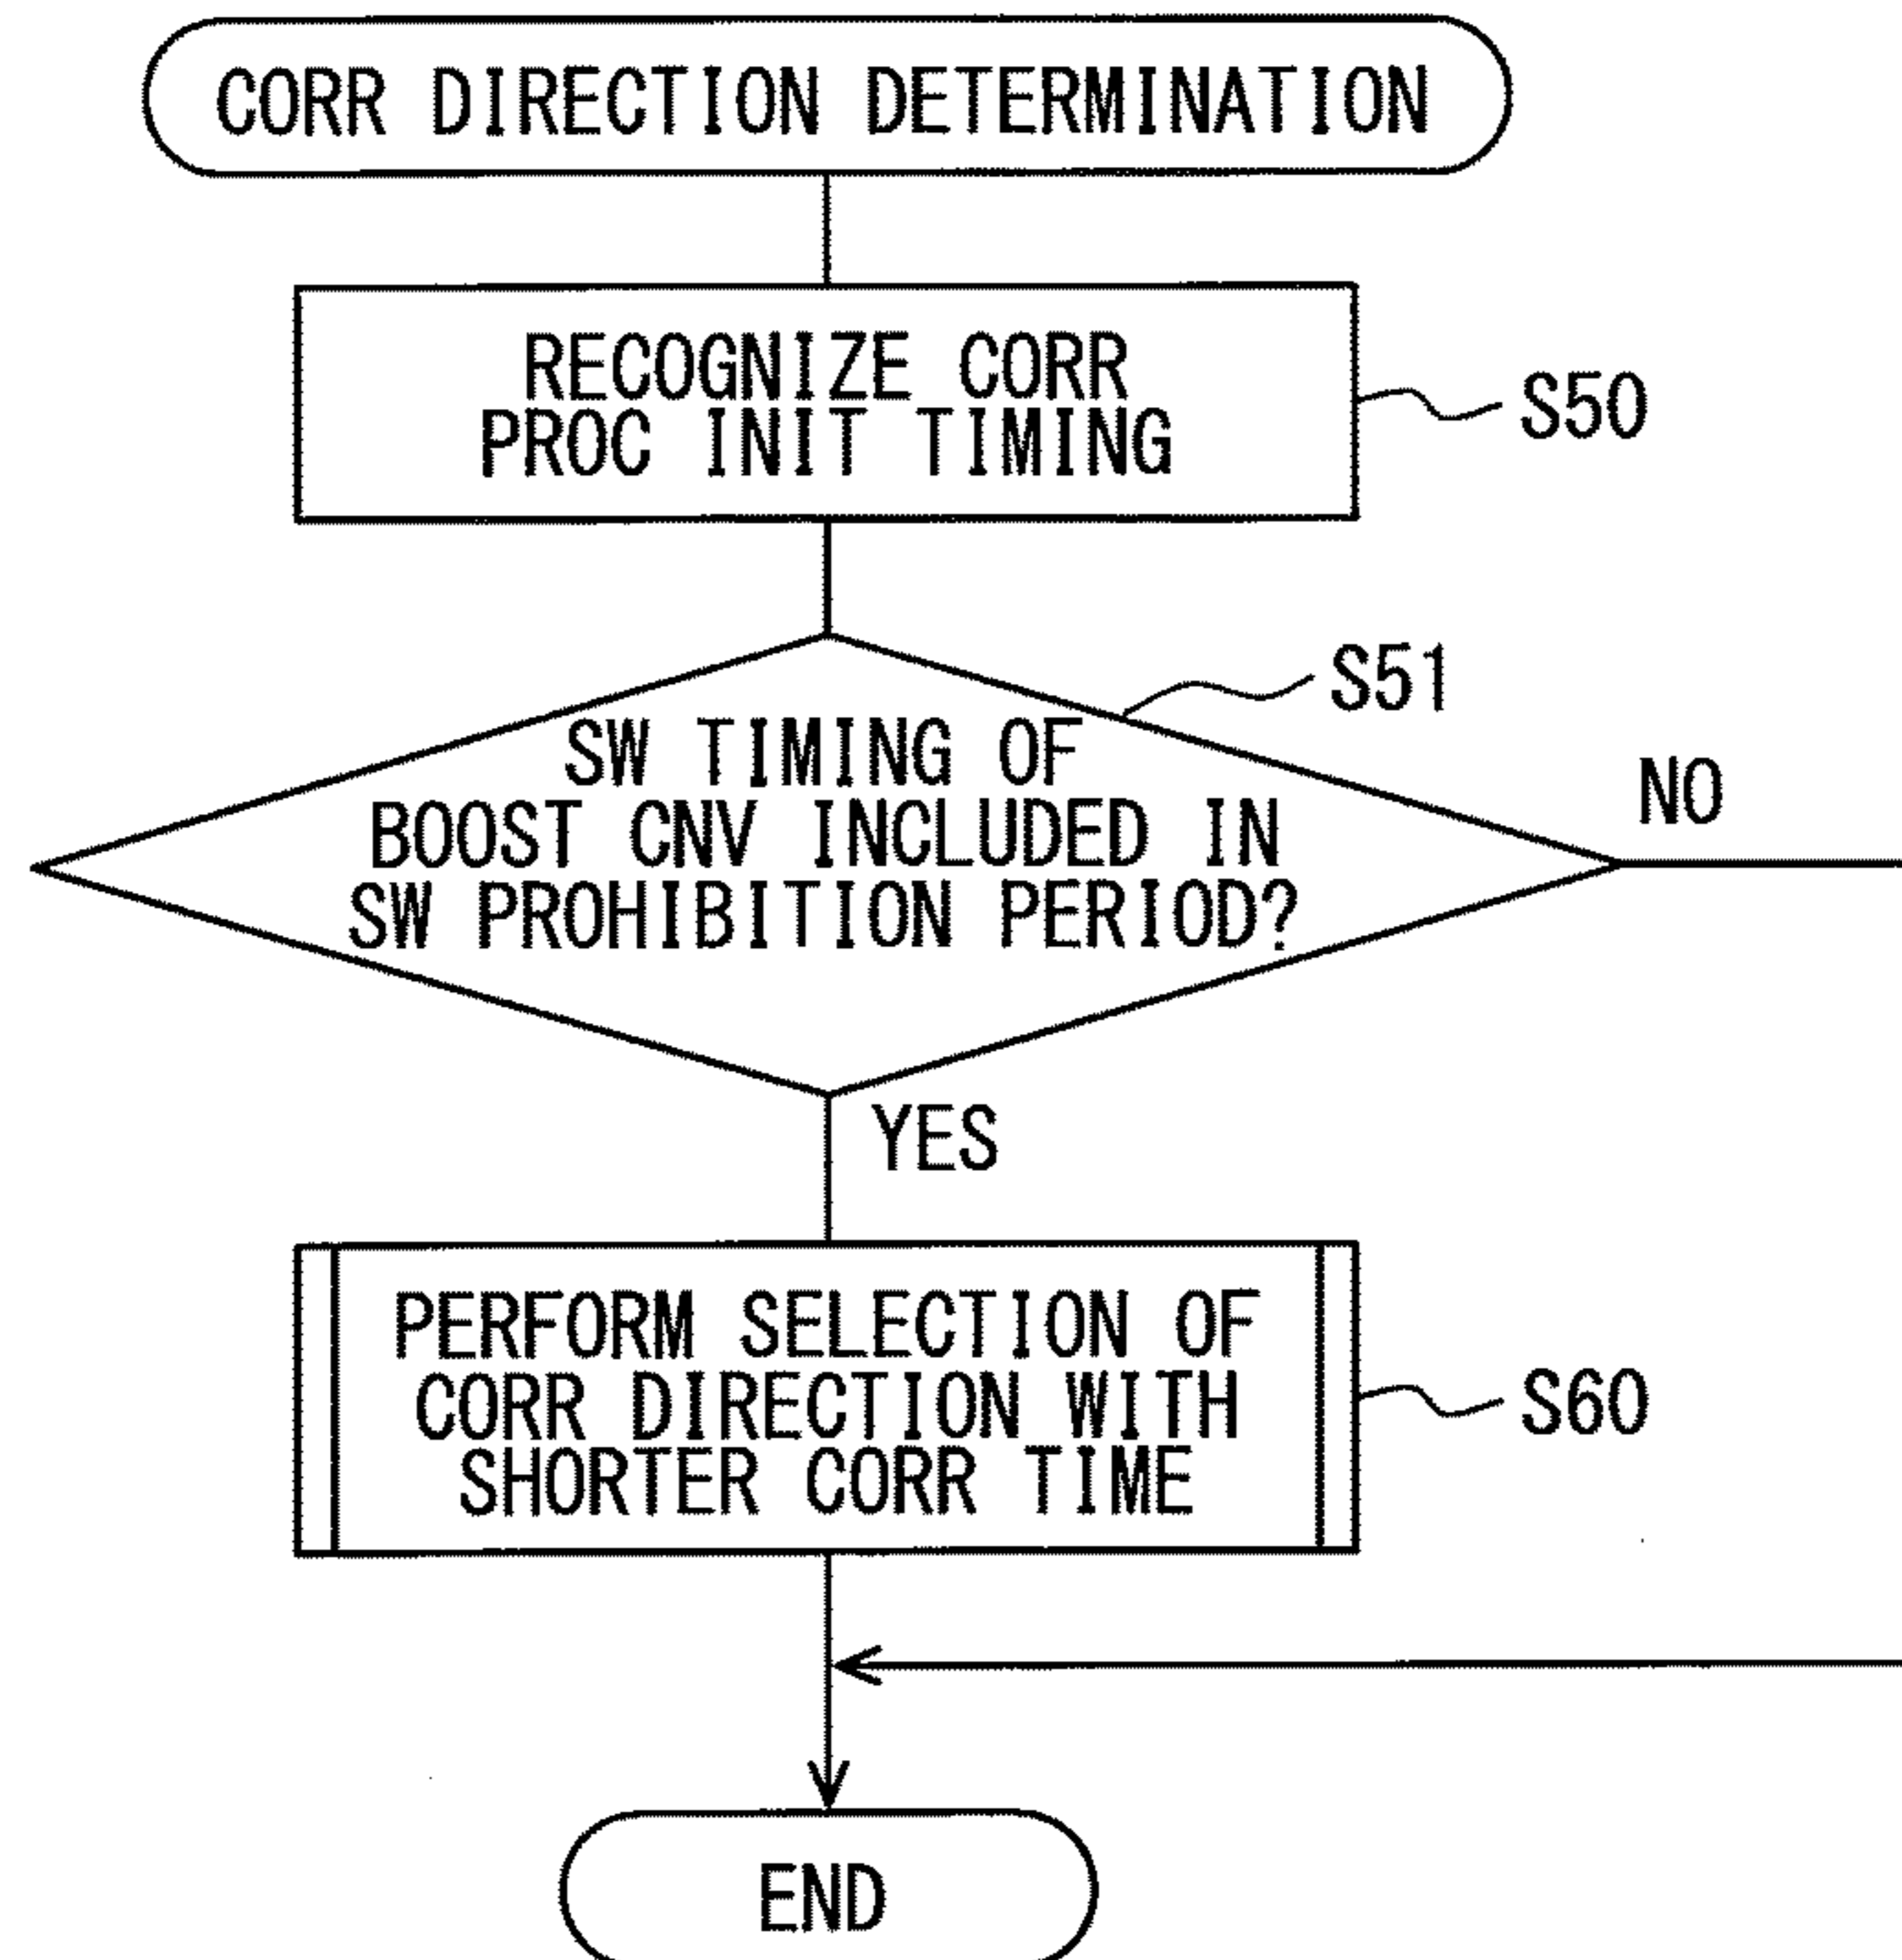 CORR DIRECTION DETERMINATION
RECOGNIZE CORR
PROC INIT TIMING
S50
S51
SW TIMING OF
BOOST CNV INCLUDED IN
SW PROHIBITION PERIOD?
NO
YES
PERFORM SELECTION OF
CORR DIRECTION WITH
SHORTER CORR TIME
S60
END